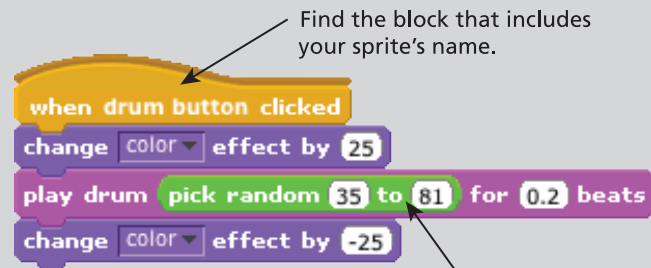 Find the block that includes
your sprite's name.
when drum button clicked
change color effect by 25
play drum pick random 35 to 81 for 0.2 beats
change color effect by -25